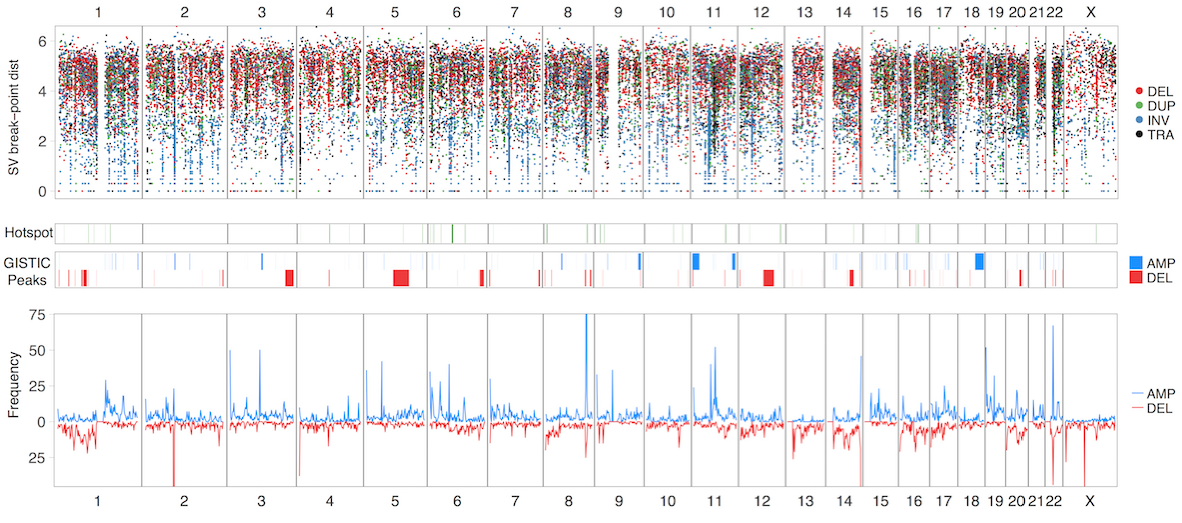 1 2 3 4 5 6 7 8 9 10 11 12 13 14 15 16 17 18 19 20 21 22 X
SV break−point dist
6
4
2
0
DEL
DUP
INV
TRA
Hotspot
GISTIC
Peaks
AMP
DEL
Frequency
75
50
25
0
25
AMP
DEL
1 2 3 4 5 6 7 8 9 10 11 12 13 14 15 16 17 18 19 20 21 22 X